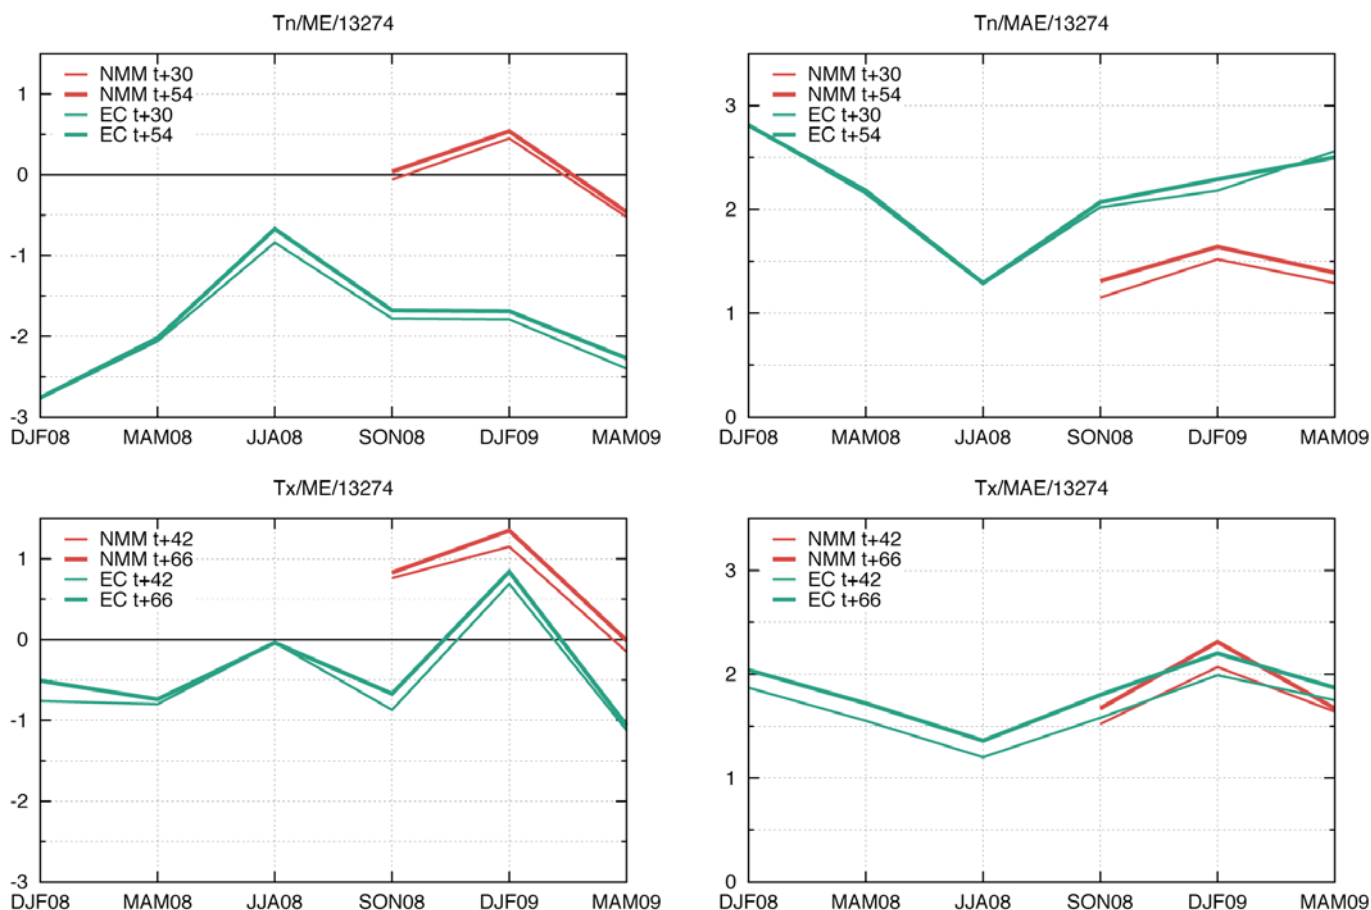 Tn/ME/13274
NMM t+30
NMM t+54
EC t+30
EC t+54
1
0
-1
-2
-3
DJF08 MAM08 JJA08 SON08 DJF09 MAM09
Tn/MAE/13274
NMM t+30
NMM t+54
EC t+30
EC t+54
3
2
1
0
DJF08 MAM08 JJA08 SON08 DJF09 MAM09
Tx/ME/13274
NMM t+42
NMM t+66
EC t+42
EC t+66
1
0
-1
-2
-3
DJF08 MAM08 JJA08 SON08 DJF09 MAM09
Tx/MAE/13274
NMM t+42
NMM t+66
EC t+42
EC t+66
3
2
1
0
DJF08 MAM08 JJA08 SON08 DJF09 MAM09